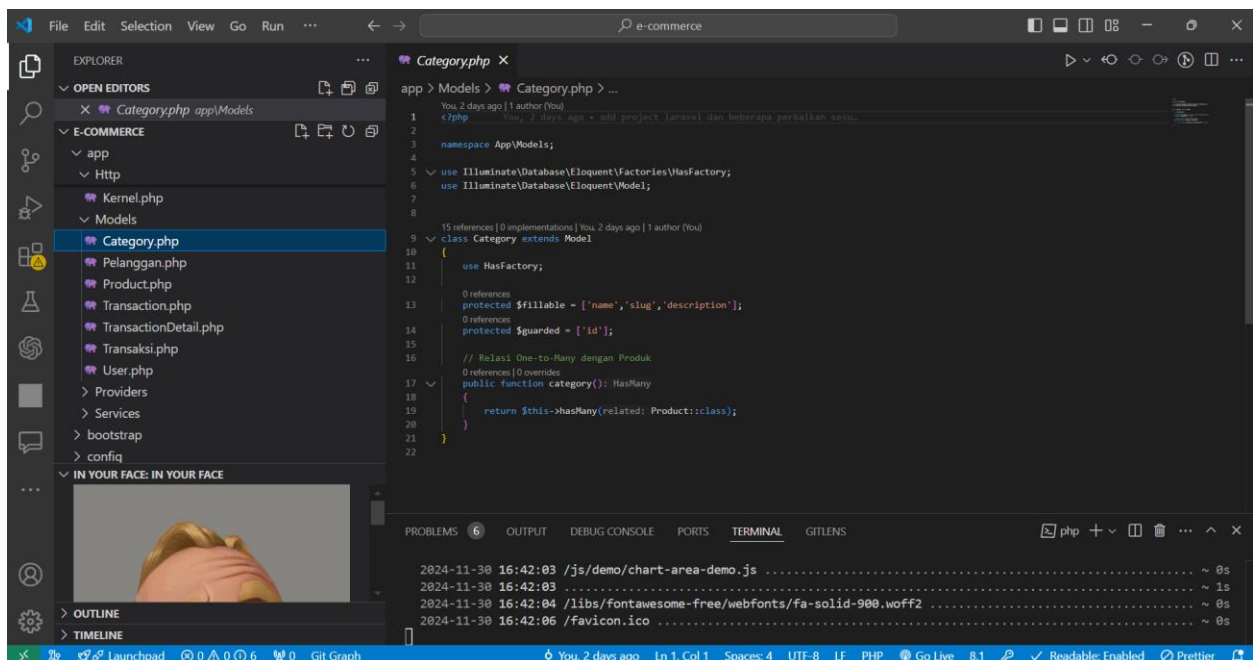 File Edit Selection View Go Run ··· e-commerce
EXPLORER ···
OPEN EDITORS
Category.php app\Models
E-COMMERCE
app
Http
Kernel.php
Models
Category.php
Pelanggan.php
Product.php
Transaction.php
TransactionDetail.php
Transaksi.php
User.php
Providers
Services
bootstrap
config
IN YOUR FACE: IN YOUR FACE
OUTLINE
TIMELINE
Category.php
app > Models > Category.php > ...
You, 2 days ago | 1 author (You)
1 <?php You, 2 days ago • add project laravel dan beberapa perbaikan sesu…
2
3 namespace App\Models;
4
5 use Illuminate\Database\Eloquent\Factories\HasFactory;
6 use Illuminate\Database\Eloquent\Model;
7
8
15 references | 0 implementations | You, 2 days ago | 1 author (You)
9 class Category extends Model
10 {
11 use HasFactory;
12
0 references
13 protected $fillable = ['name','slug','description'];
0 references
14 protected $guarded = ['id'];
15
16 // Relasi One-to-Many dengan Produk
0 references | 0 overrides
17 public function category(): HasMany
18 {
19 return $this->hasMany(related: Product::class);
20 }
21 }
22
PROBLEMS 6 OUTPUT DEBUG CONSOLE PORTS TERMINAL GITLENS php
2024-11-30 16:42:03 /js/demo/chart-area-demo.js ~ 0s
2024-11-30 16:42:03 ~ 1s
2024-11-30 16:42:04 /libs/fontawesome-free/webfonts/fa-solid-900.woff2 ~ 0s
2024-11-30 16:42:06 /favicon.ico ~ 0s
Launchpad 0 0 6 0 Git Graph You, 2 days ago Ln 1, Col 1 Spaces: 4 UTF-8 LF PHP Go Live 8.1 Readable: Enabled Prettier